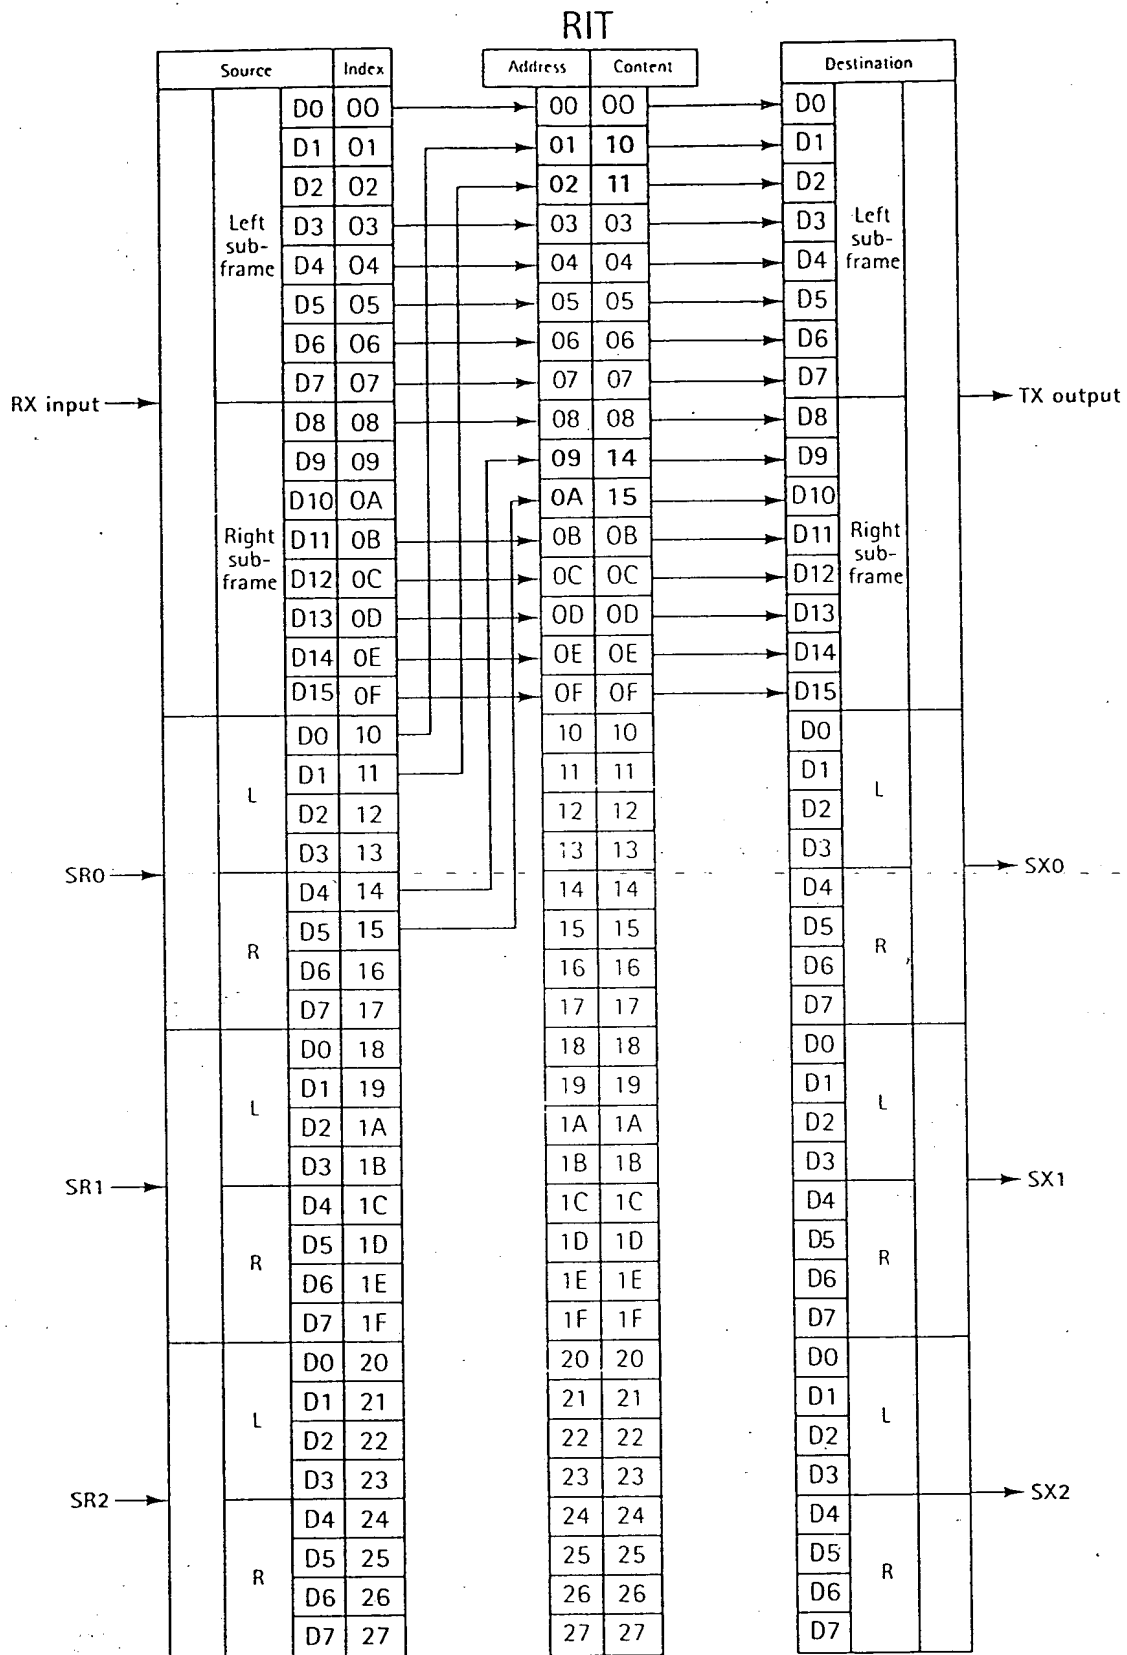 RIT
Source Index Address Content Destination
D0 00 00 00 D0
D1 01 01 10 D1
D2 02 02 11 D2
Left D3 03 03 03 D3 Left
sub- sub-
frame D4 04 04 04 D4 frame
D5 05 05 05 D5
D6 06 06 06 D6
D7 07 07 07 D7
RX input TX output
D8 08 08 08 D8
D9 09 09 14 D9
D10 0A 0A 15 D10
Right D11 0B 0B 0B D11 Right
sub- sub-
frame D12 0C 0C 0C D12 frame
D13 0D 0D 0D D13
D14 0E 0E 0E D14
D15 0F 0F 0F D15
D0 10 10 10 D0
D1 11 11 11 D1
L L
D2 12 12 12 D2
D3 13 13 13 D3
SR0 SX0
D4 14 14 14 D4
D5 15 15 15 D5
R R
D6 16 16 16 D6
D7 17 17 17 D7
D0 18 18 18 D0
D1 19 19 19 D1
L L
D2 1A 1A 1A D2
D3 1B 1B 1B D3
SR1 SX1
D4 1C 1C 1C D4
D5 1D 1D 1D D5
R R
D6 1E 1E 1E D6
D7 1F 1F 1F D7
D0 20 20 20 D0
D1 21 21 21 D1
L L
D2 22 22 22 D2
D3 23 23 23 D3
SR2 SX2
D4 24 24 24 D4
D5 25 25 25 D5
R R
D6 26 26 26 D6
D7 27 27 27 D7